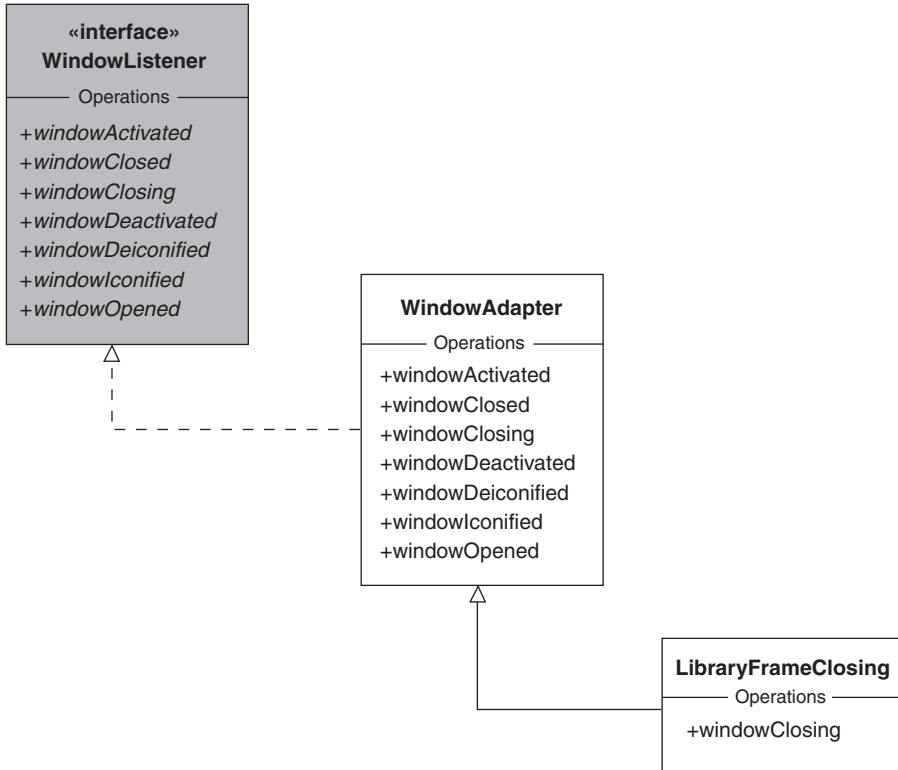 «interface»
WindowListener
Operations
+windowActivated
+windowClosed
+windowClosing
+windowDeactivated
+windowDeiconified
+windowIconified
+windowOpened
WindowAdapter
Operations
+windowActivated
+windowClosed
+windowClosing
+windowDeactivated
+windowDeiconified
+windowIconified
+windowOpened
LibraryFrameClosing
Operations
+windowClosing